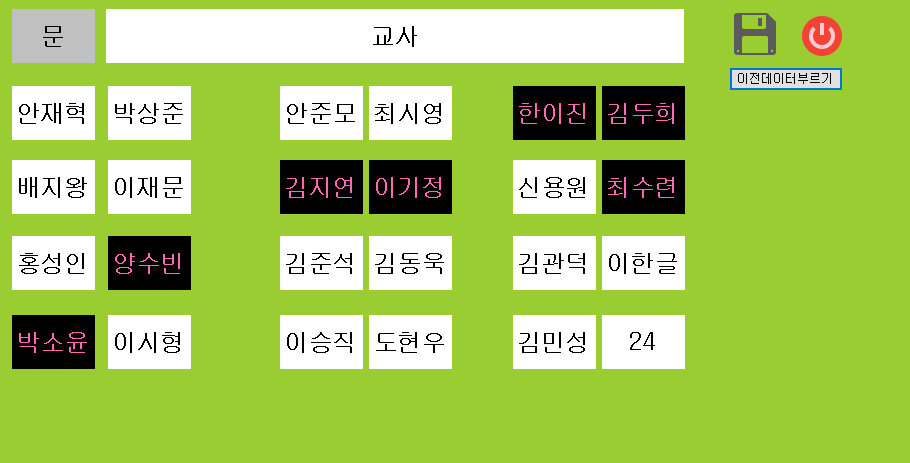 문 교사
이전데이터부르기
안재혁 박상준 안준모 최시영 한이진 김두희
배지왕 이재문 김지연 이기정 신용원 최수련
홍성인 양수빈 김준석 김동욱 김관덕 이한글
박소윤 이시형 이승직 도현우 김민성 24